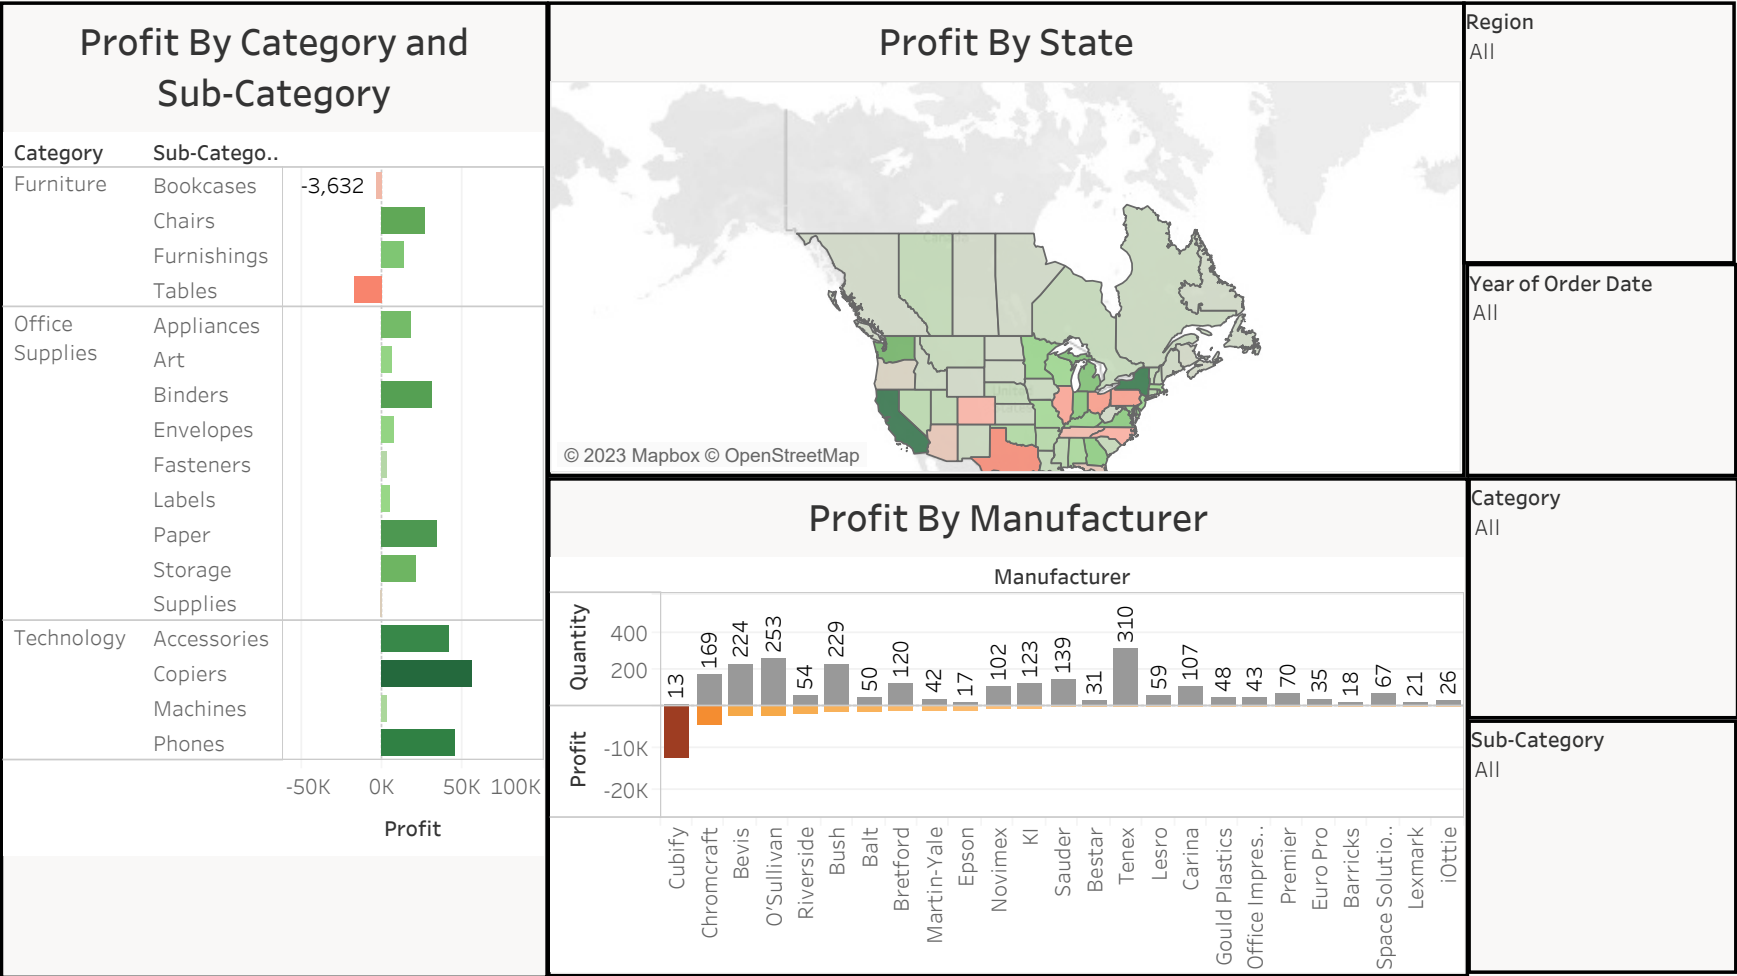 Profit By Category and
Sub-Category
Category Sub-Catego..
Furniture Bookcases -3,632
Chairs
Furnishings
Tables
Office
Supplies
Appliances
Art
Binders
Envelopes
Fasteners
Labels
Paper
Storage
Supplies
Technology Accessories
Copiers
Machines
Phones
-50K 0K 50K 100K
Profit
Profit By State
Canada
United
States
© 2023 Mapbox © OpenStreetMap
Profit By Manufacturer
Manufacturer
Quantity
400
200
13 169 224 253 54 229 50 120 42 17 102 123 139 31 310 59 107 48 43 70 35 18 67 21 26
Profit
-10K
-20K
Cubify
Chromcraft
Bevis
O'Sullivan
Riverside
Bush
Balt
Bretford
Martin-Yale
Epson
Novimex
KI
Sauder
Bestar
Tenex
Lesro
Carina
Gould Plastics
Office Impres..
Premier
Euro Pro
Barricks
Space Solutio..
Lexmark
iOttie
Region
All
Year of Order Date
All
Category
All
Sub-Category
All